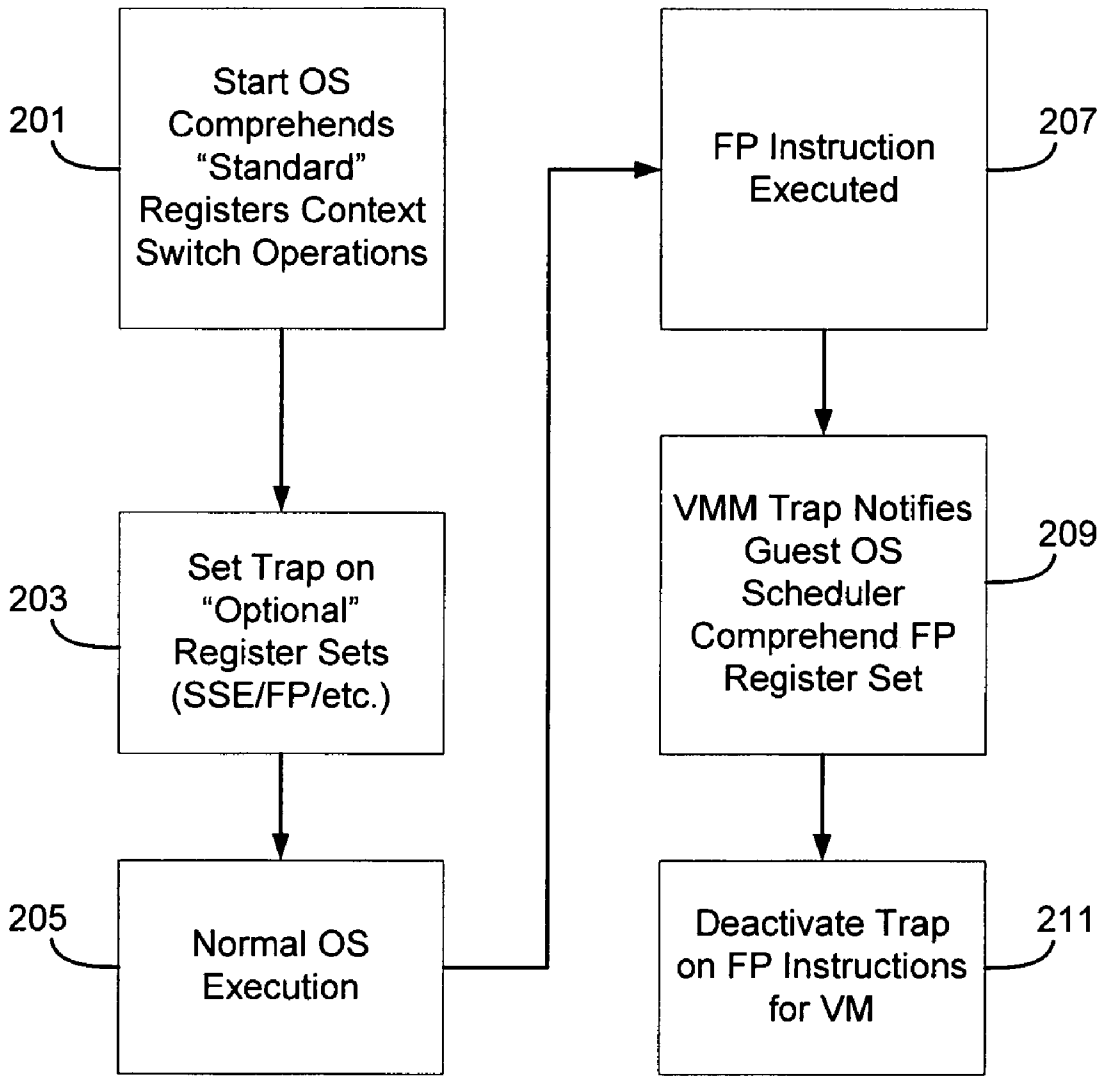 201
Start OS
Comprehends
“Standard”
Registers Context
Switch Operations
203
Set Trap on
“Optional”
Register Sets
(SSE/FP/etc.)
205
Normal OS
Execution
207
FP Instruction
Executed
209
VMM Trap Notifies
Guest OS
Scheduler
Comprehend FP
Register Set
211
Deactivate Trap
on FP Instructions
for VM